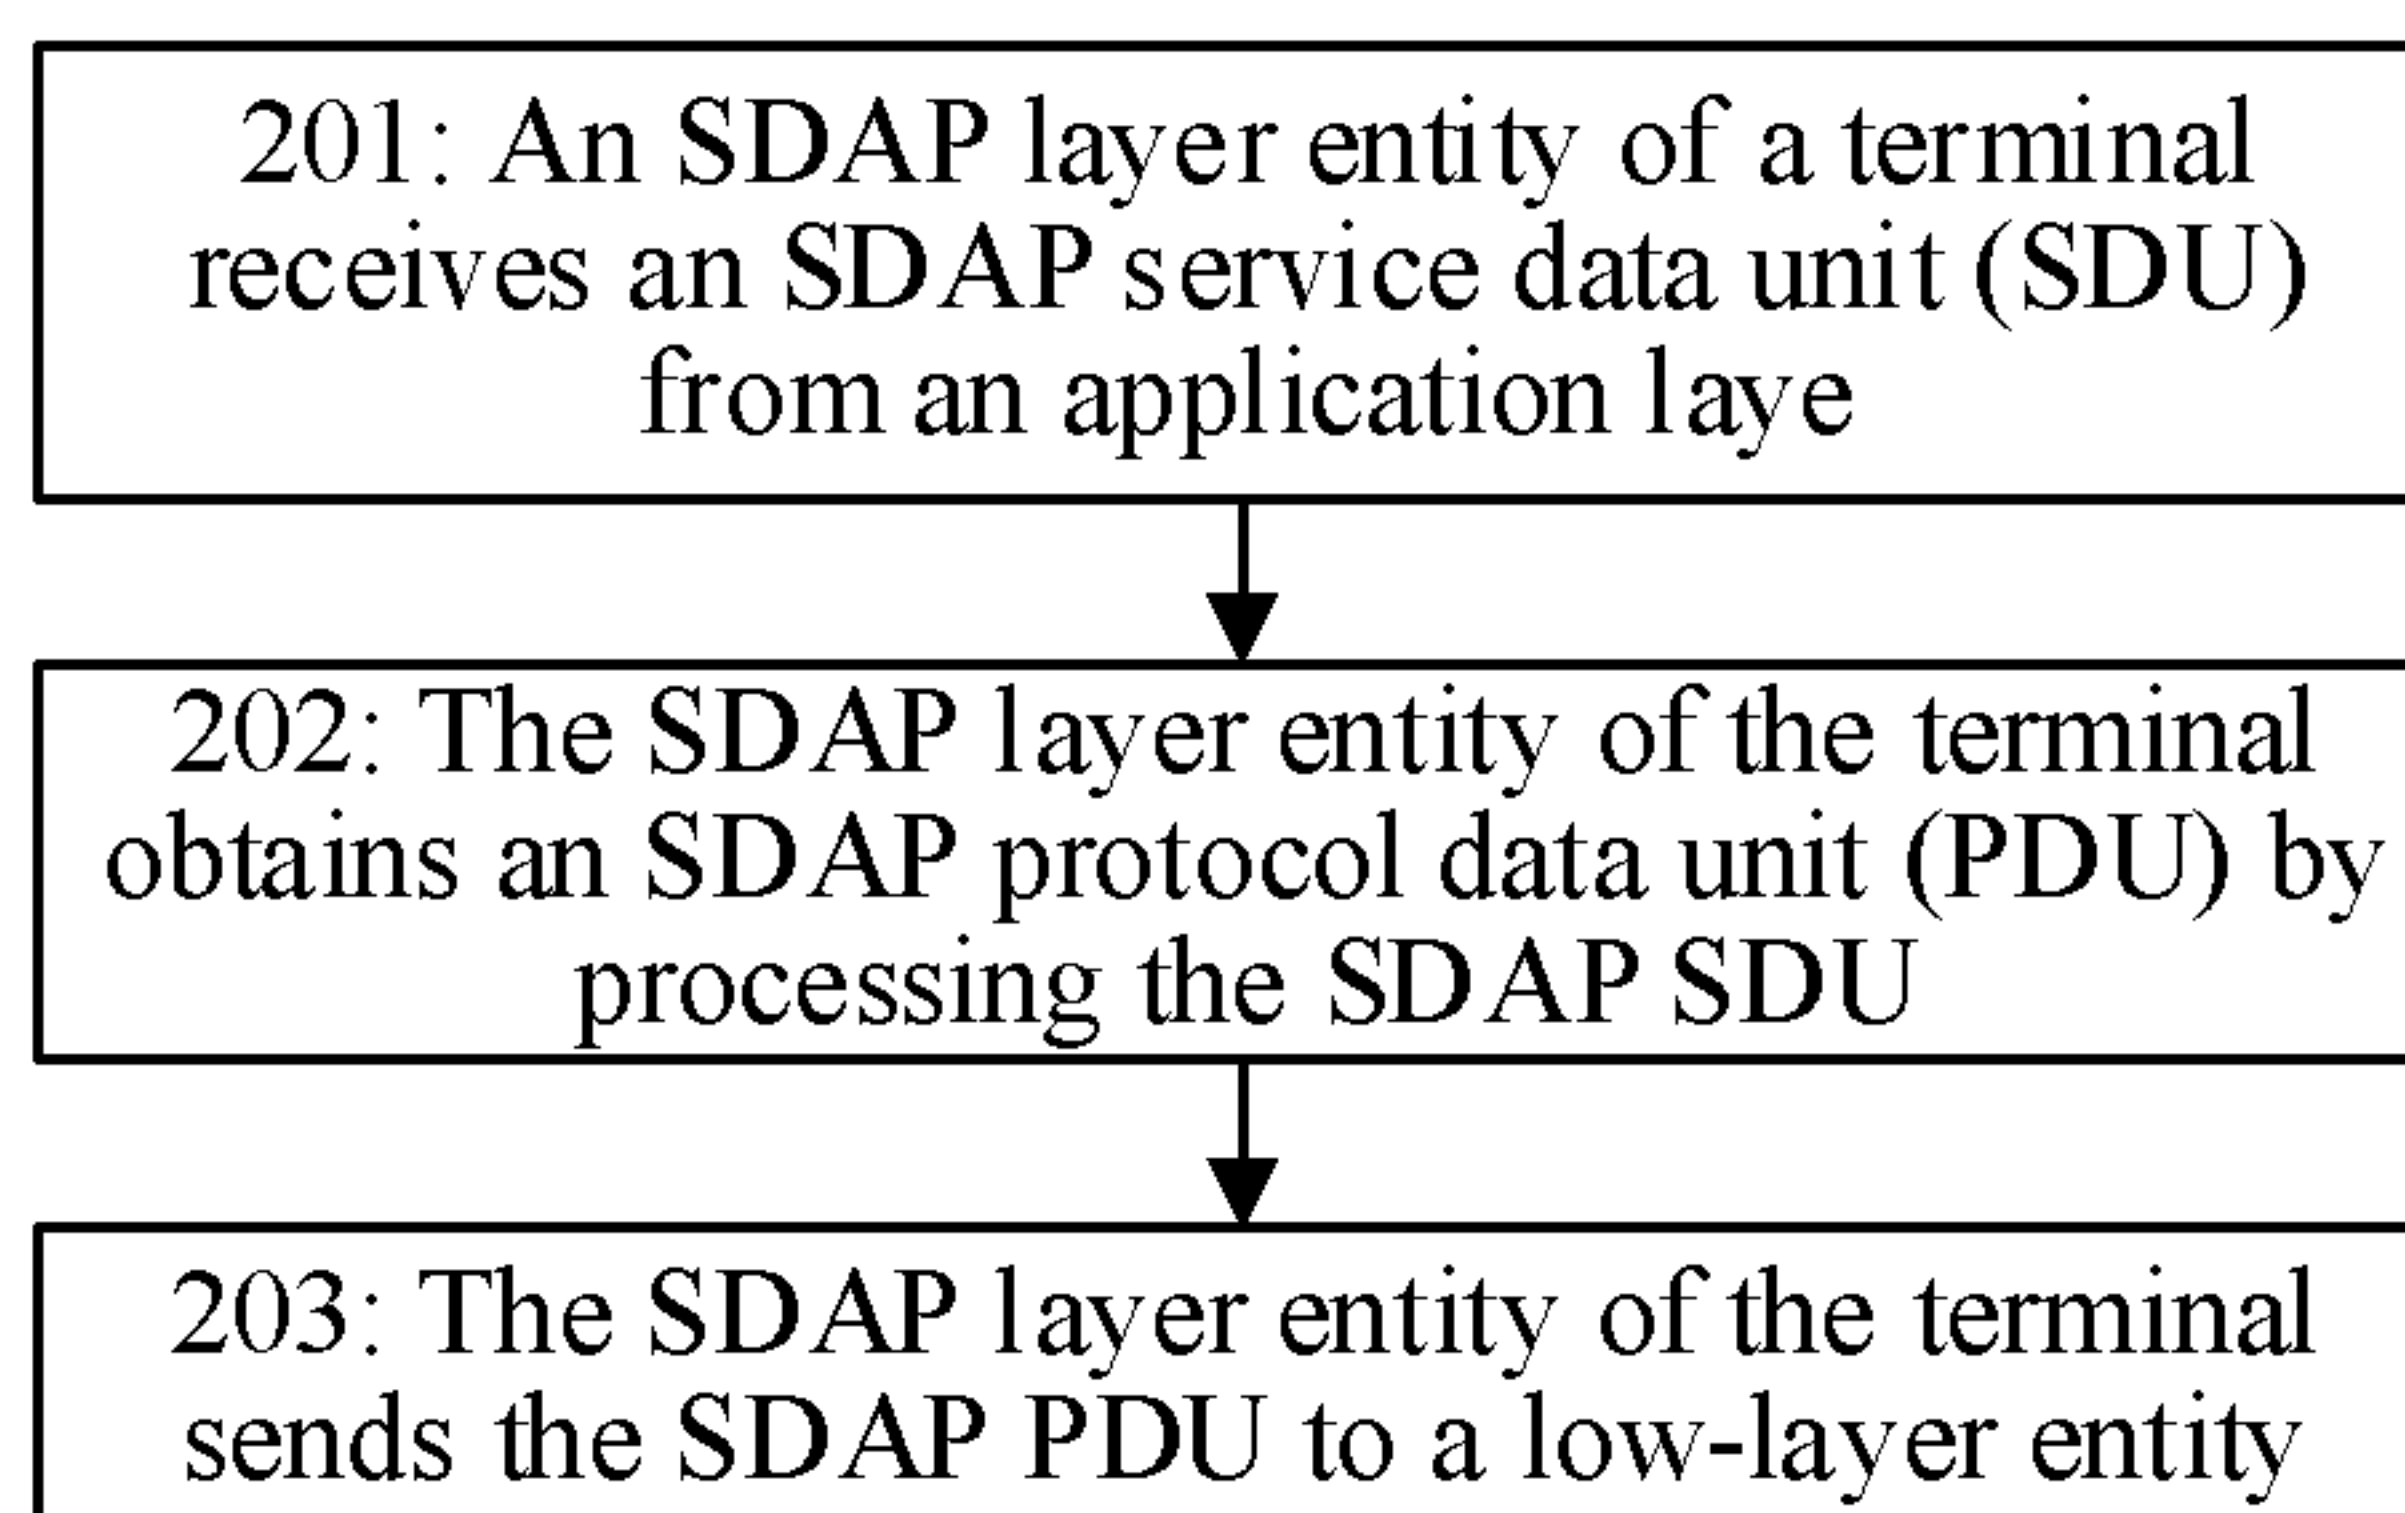 201: An SDAP layer entity of a terminal
receives an SDAP service data unit (SDU)
from an application laye
202: The SDAP layer entity of the terminal
obtains an SDAP protocol data unit (PDU) by
processing the SDAP SDU
203: The SDAP layer entity of the terminal
sends the SDAP PDU to a low-layer entity